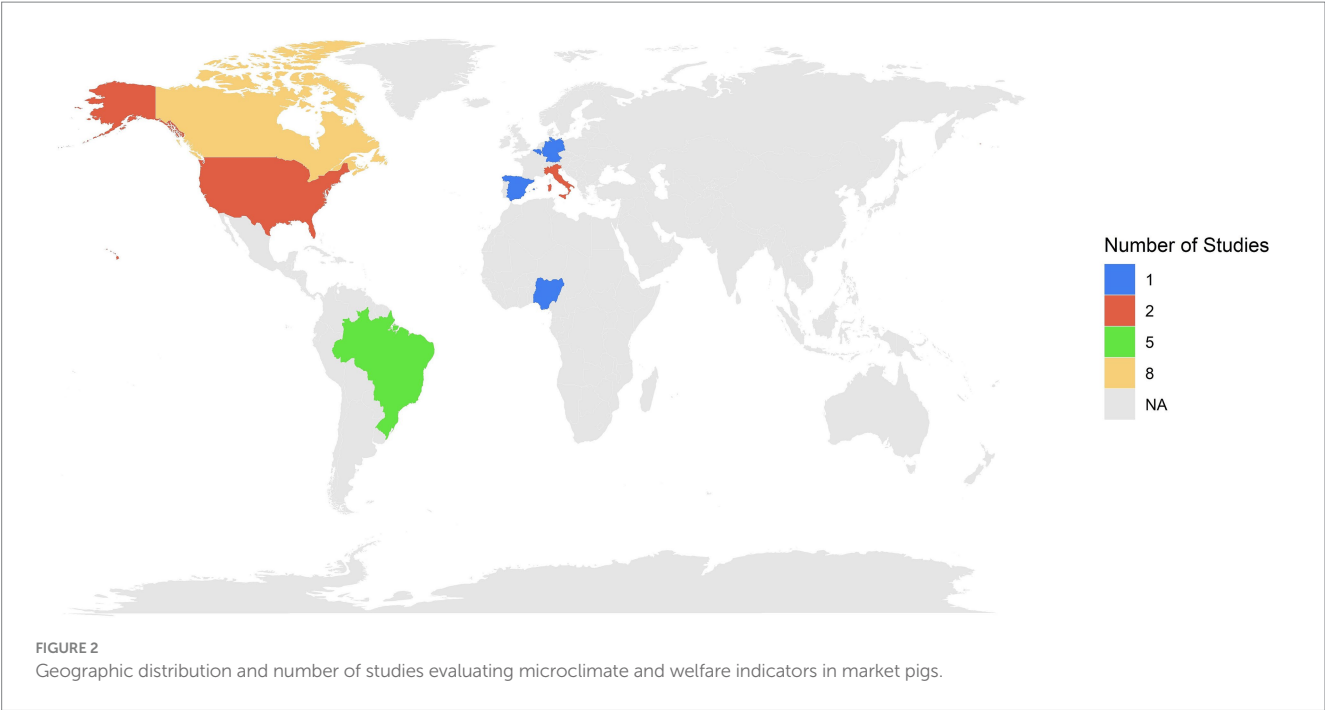 Number of Studies
1
2
5
8
NA
FIGURE 2
Geographic distribution and number of studies evaluating microclimate and welfare indicators in market pigs.